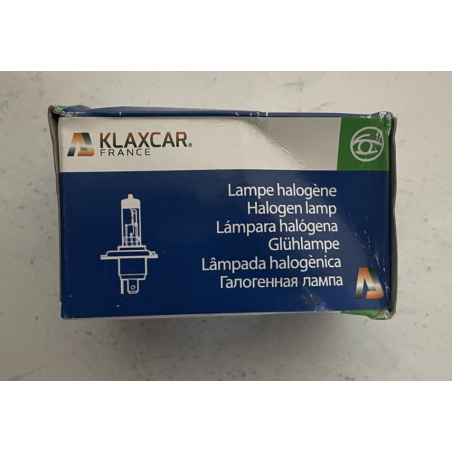 KLAXCAR®
FRANCE
Lampe halogène
Halogen lamp
Lámpara halógena
Glühlampe
Lâmpada halogènica
Галогенная лампа